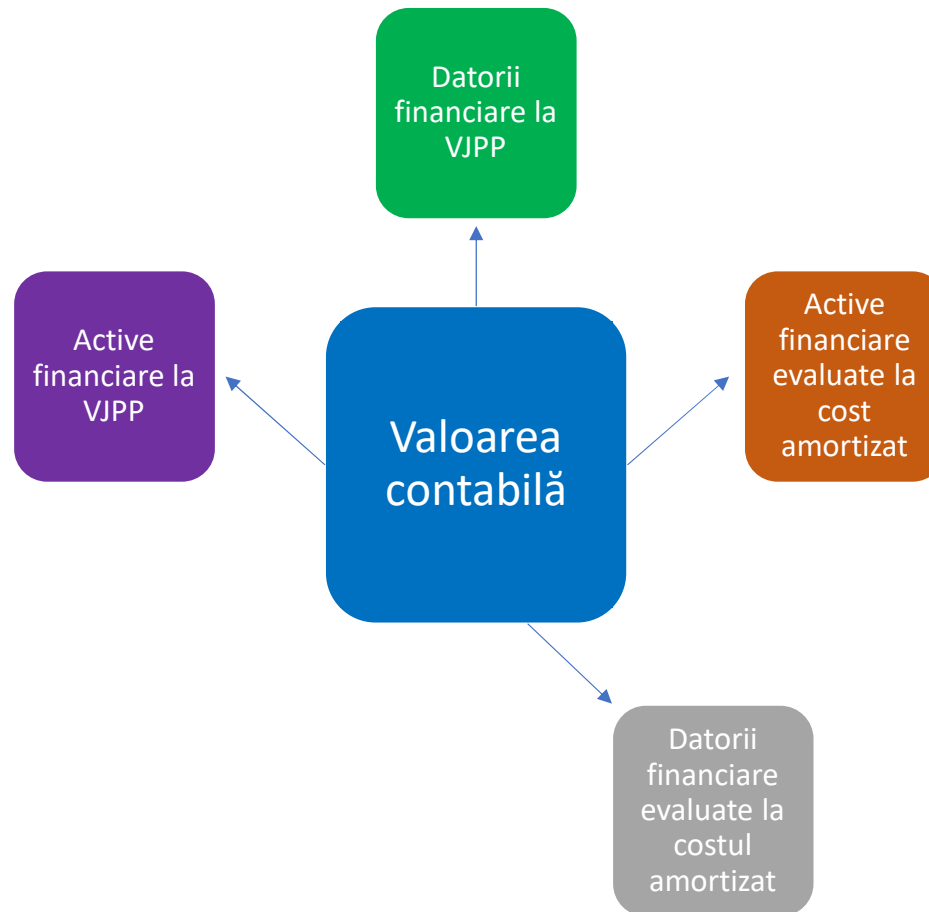 Datorii
financiare la
VJPP
Active
financiare la
VJPP
Active
financiare
evaluate la
cost
amortizat
Valoarea
contabilă
Datorii
financiare
evaluate la
costul
amortizat